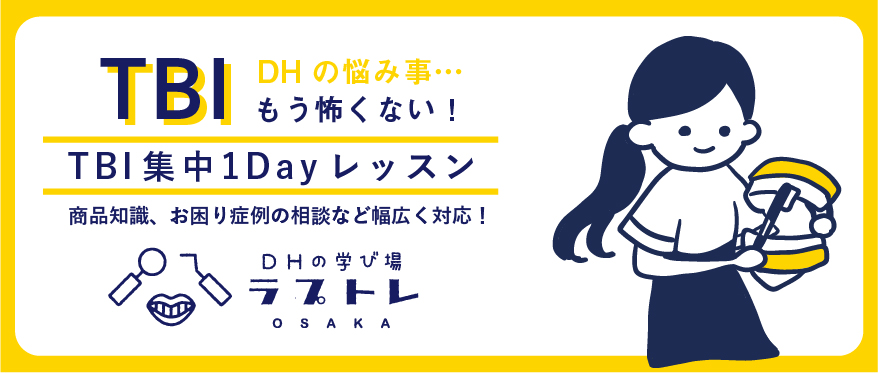 TBI
DHの悩み事…
もう怖くない！
TBI集中1Dayレッスン
商品知識、お困り症例の相談など幅広く対応！
DHの学び場
ラプトレ
OSAKA